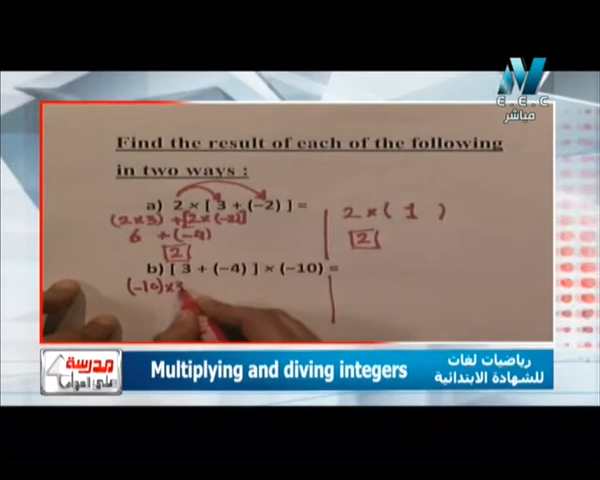 E.E.C
مباشر
Find the result of each of the following
in two ways :
a) 2 × [ 3 + (−2) ] =
(2×3) + [2×(-2)]
6 + (-4)
2
2 × ( 1 )
2
b) [ 3 + (−4) ] × (−10) =
(-10)×3
مدرسة
على الهواء
Multiplying and diving integers
رياضيات لغات
للشهادة الابتدائية